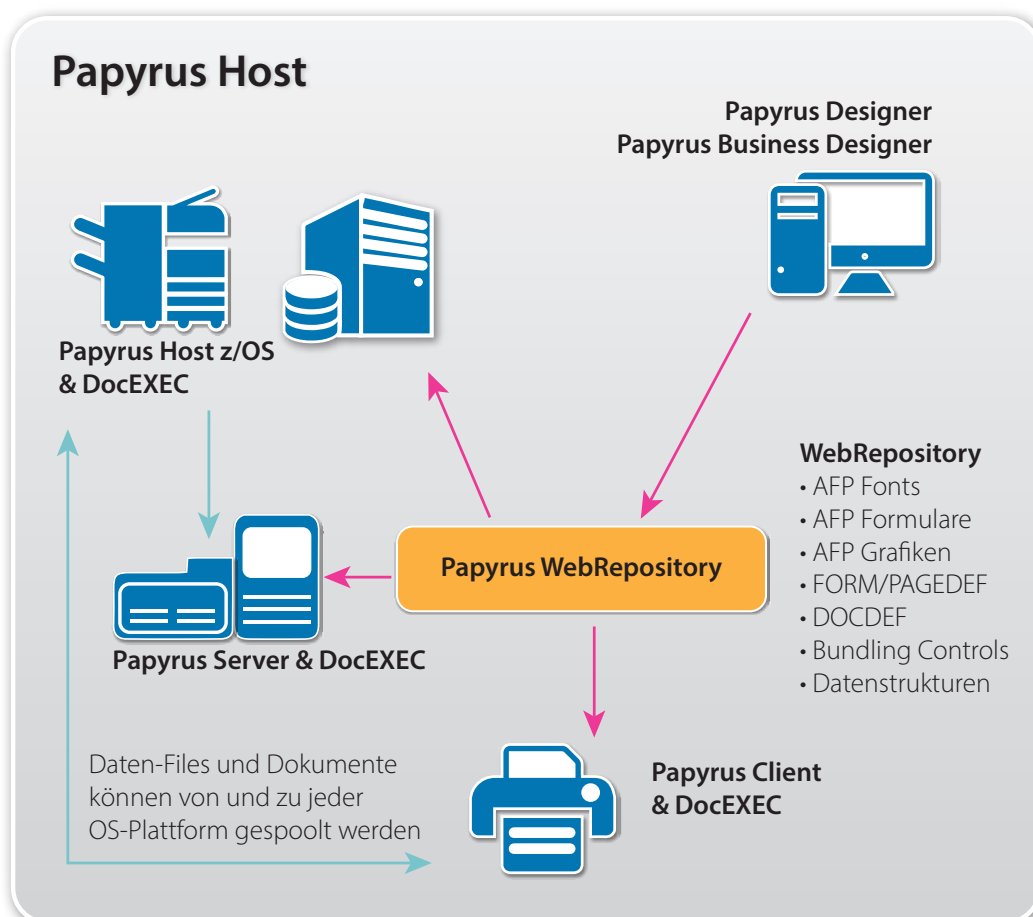 Papyrus Host
Papyrus Designer
Papyrus Business Designer
Papyrus Host z/OS
& DocEXEC
WebRepository
• AFP Fonts
• AFP Formulare
• AFP Grafiken
• FORM/PAGEDEF
• DOCDEF
• Bundling Controls
• Datenstrukturen
Papyrus WebRepository
Papyrus Server & DocEXEC
Daten-Files und Dokumente
können von und zu jeder
OS-Plattform gespoolt werden
Papyrus Client
& DocEXEC